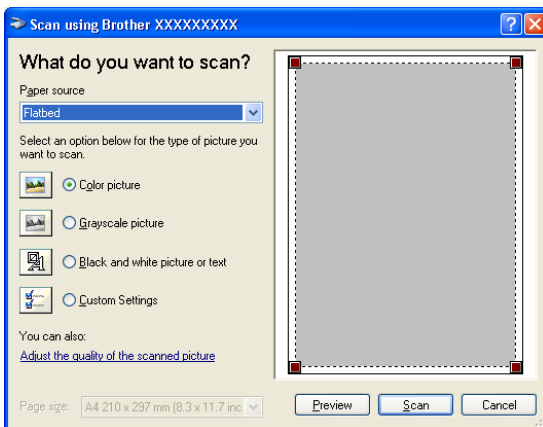 Scan using Brother XXXXXXXXX
What do you want to scan?
Paper source
Flatbed
Select an option below for the type of picture you
want to scan.
Color picture
Grayscale picture
Black and white picture or text
Custom Settings
You can also:
Adjust the quality of the scanned picture
Page size: A4 210 x 297 mm (8.3 x 11.7 inc
Preview Scan Cancel